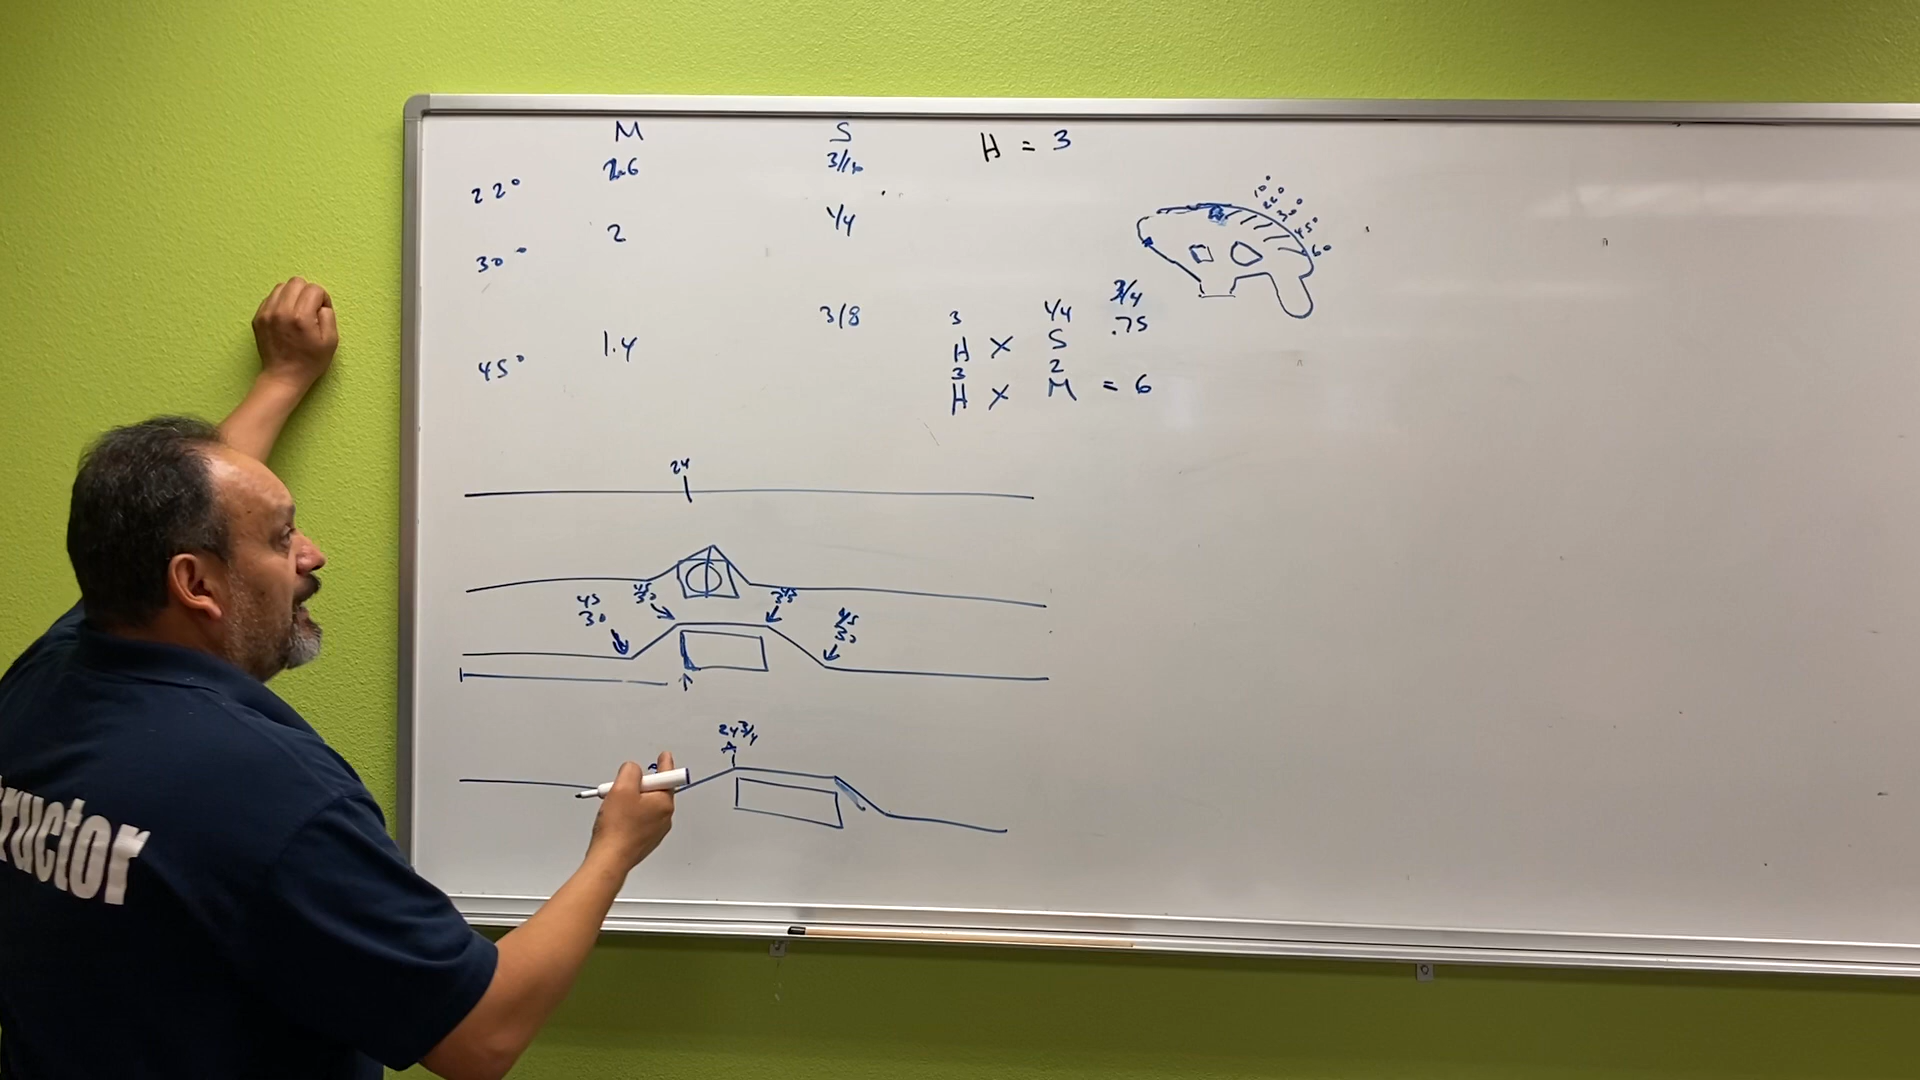 M S H = 3
22° 2.6 3/16
30° 2 1/4
45° 1.4 3/8
3 1/4 3/4
H × S .75
3 2
H × M = 6
10° 22° 30° 45° 60°
24
45 45 45 45
30 30 30 30
24 3/4
ructor